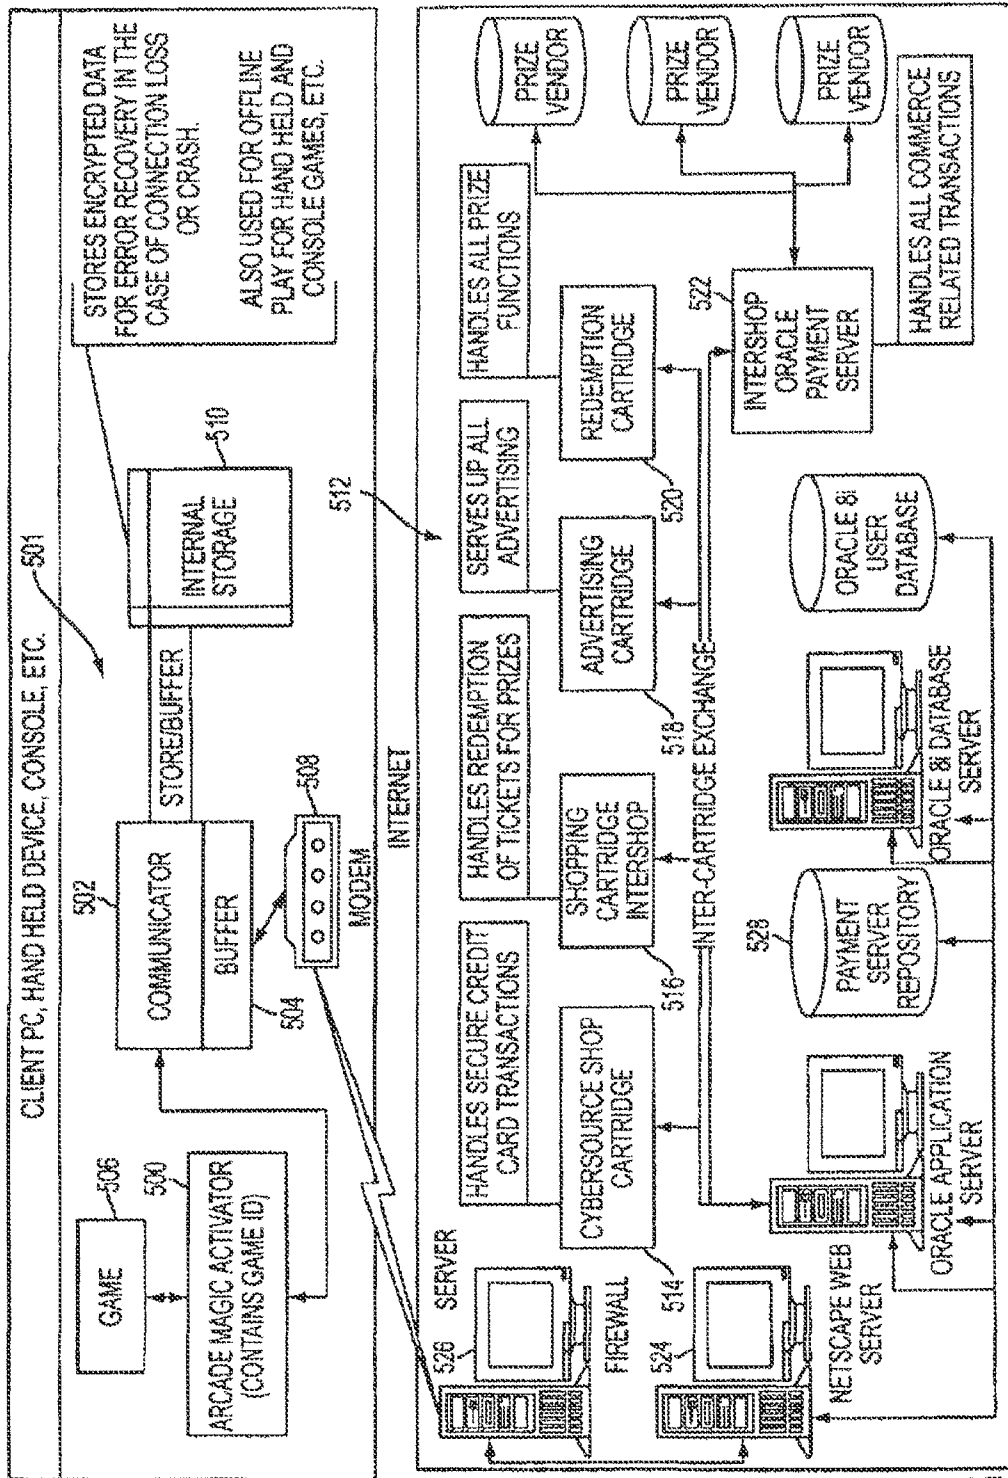 CLIENT PC, HAND HELD DEVICE, CONSOLE, ETC.
501
506
GAME
500
ARCADE MAGIC ACTIVATOR
(CONTAINS GAME ID)
502
COMMUNICATOR
BUFFER
504
STORE/BUFFER
INTERNAL
STORAGE
510
STORES ENCRYPTED DATA
FOR ERROR RECOVERY IN THE
CASE OF CONNECTION LOSS
OR CRASH.
ALSO USED FOR OFFLINE
PLAY FOR HAND HELD AND
CONSOLE GAMES, ETC.
508
MODEM
INTERNET
512
526
SERVER
FIREWALL
524
NETSCAPE WEB
SERVER
HANDLES SECURE CREDIT
CARD TRANSACTIONS
CYBERSOURCE SHOP
CARTRIDGE
514
HANDLES REDEMPTION
OF TICKETS FOR PRIZES
SHOPPING
CARTRIDGE
INTERSHOP
516
SERVES UP ALL
ADVERTISING
ADVERTISING
CARTRIDGE
518
HANDLES ALL PRIZE
FUNCTIONS
REDEMPTION
CARTRIDGE
520
PRIZE
VENDOR
PRIZE
VENDOR
PRIZE
VENDOR
INTER-CARTRIDGE EXCHANGE
522
INTERSHOP
ORACLE
PAYMENT
SERVER
HANDLES ALL COMMERCE
RELATED TRANSACTIONS
ORACLE APPLICATION
SERVER
528
PAYMENT
SERVER
REPOSITORY
ORACLE 8i DATABASE
SERVER
ORACLE 8i
USER
DATABASE